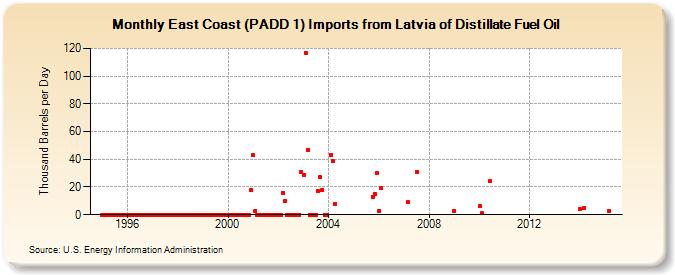 Monthly East Coast (PADD 1) Imports from Latvia of Distillate Fuel Oil
Thousand Barrels per Day
120
100
80
60
40
20
0
1996 2000 2004 2008 2012
Source: U.S. Energy Information Administration